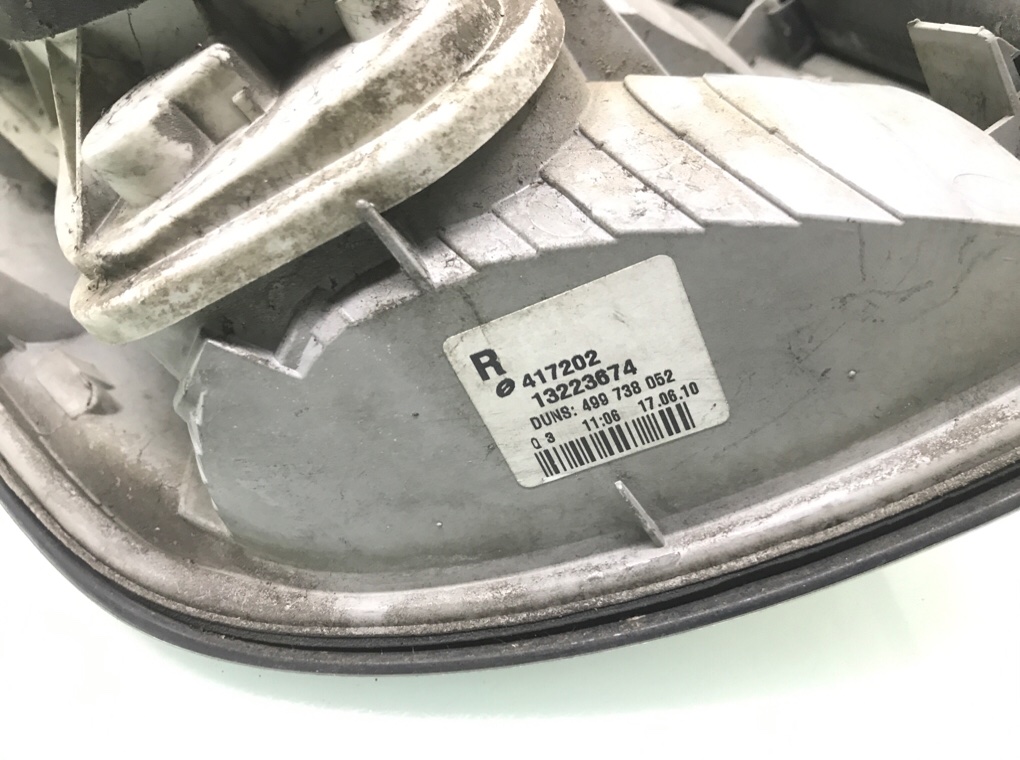 R
417202
13223674
DUNS: 499 738 052
Q 3 11:06 17.06.10